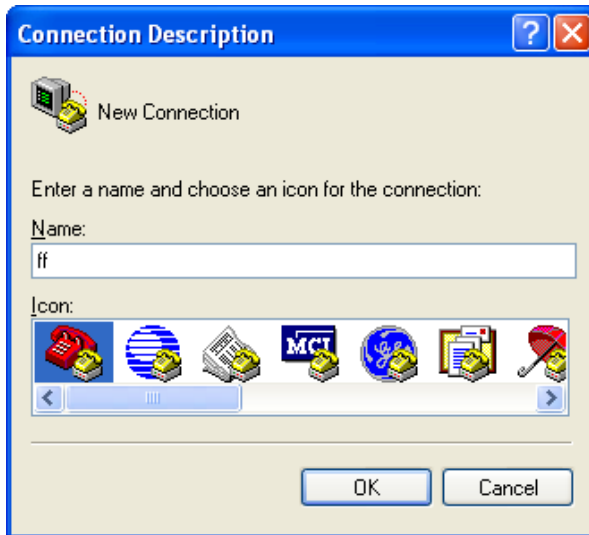 Connection Description
New Connection
Enter a name and choose an icon for the connection:
Name:
ff
Icon:
MCI
OK Cancel